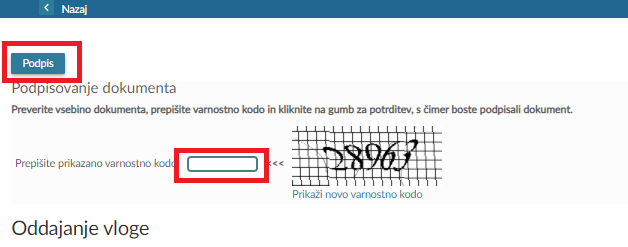 Nazaj
Podpis
Podpisovanje dokumenta
Preverite vsebino dokumenta, prepišite varnostno kodo in kliknite na gumb za potrditev, s čimer boste podpisali dokument.
Prepišite prikazano varnostno kodo <<<
Prikaži novo varnostno kodo
Oddajanje vloge